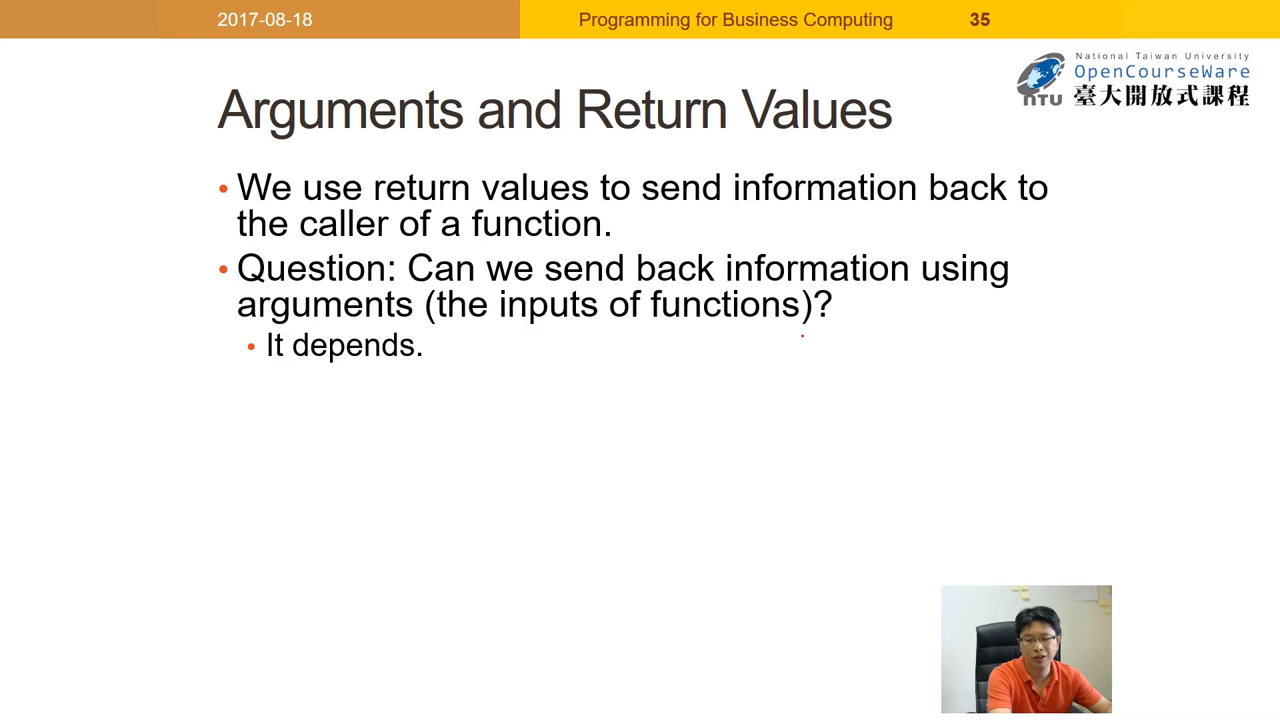 2017-08-18
Programming for Business Computing
35
National Taiwan University
OpenCourseWare
NTU
臺大開放式課程
Arguments and Return Values
• We use return values to send information back to
the caller of a function.
• Question: Can we send back information using
arguments (the inputs of functions)?
• It depends.